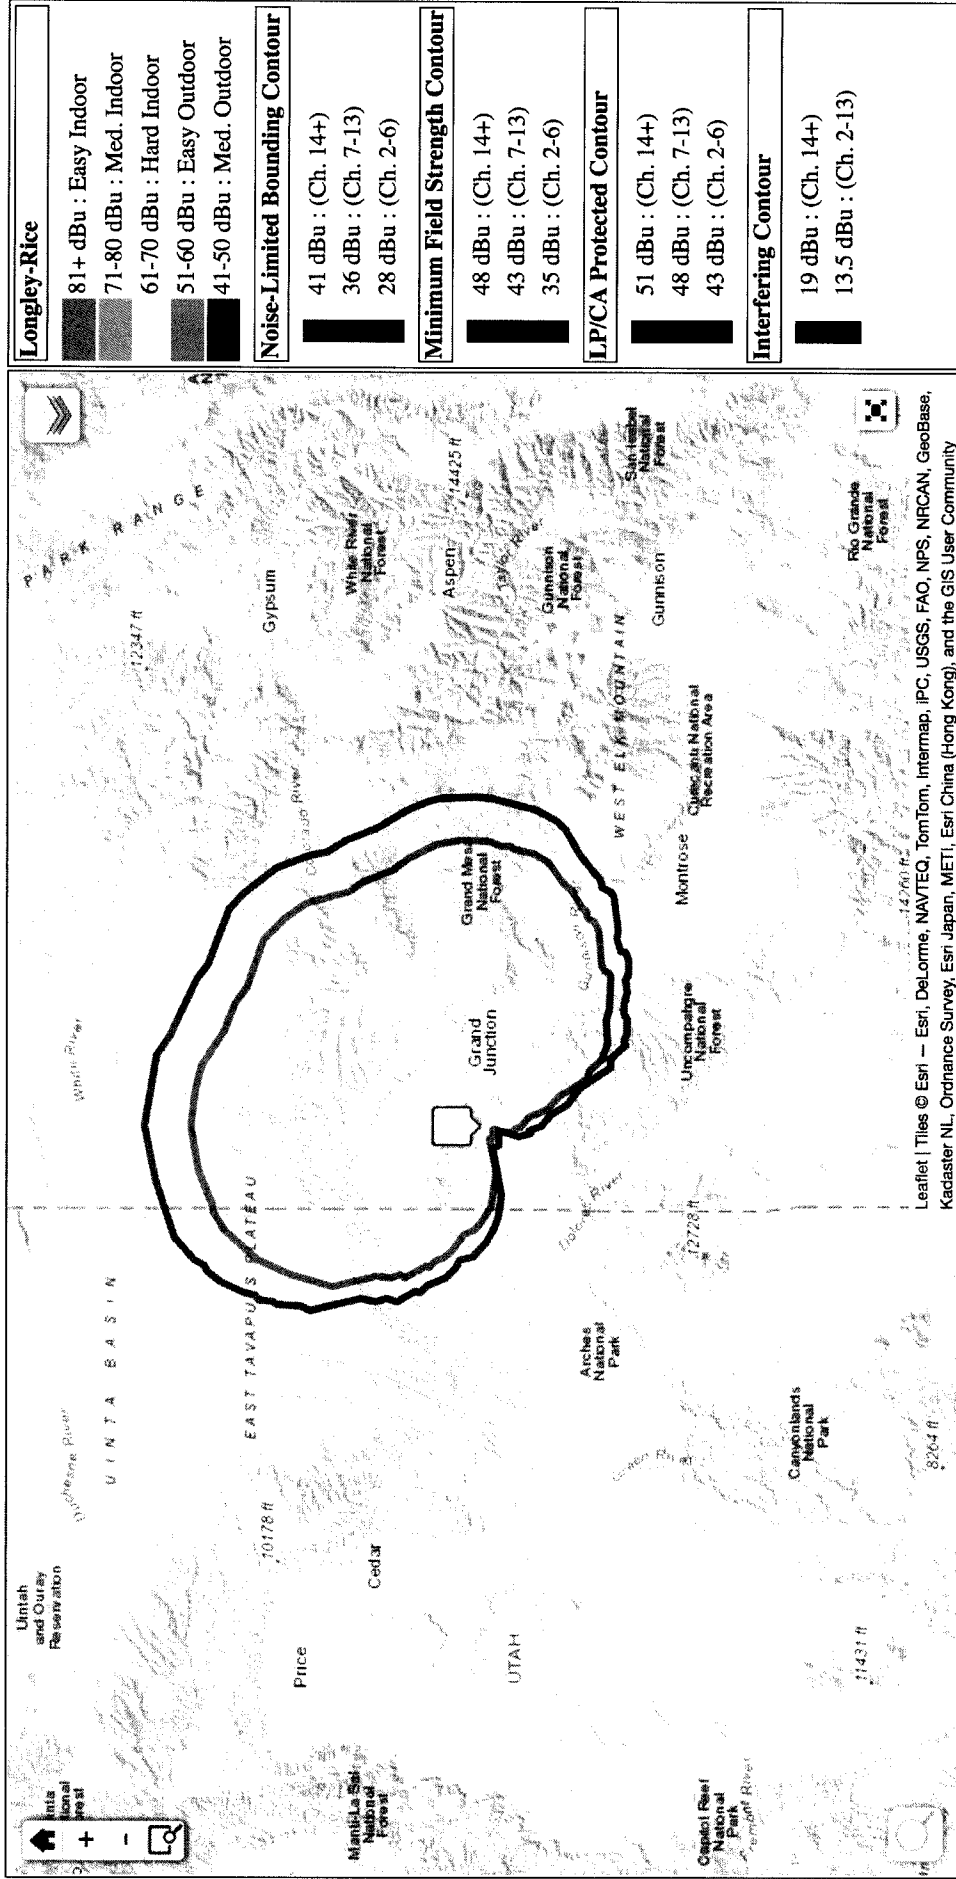 Longley-Rice
81+ dBu : Easy Indoor
71-80 dBu : Med. Indoor
61-70 dBu : Hard Indoor
51-60 dBu : Easy Outdoor
41-50 dBu : Med. Outdoor
Noise-Limited Bounding Contour
41 dBu : (Ch. 14+)
36 dBu : (Ch. 7-13)
28 dBu : (Ch. 2-6)
Minimum Field Strength Contour
48 dBu : (Ch. 14+)
43 dBu : (Ch. 7-13)
35 dBu : (Ch. 2-6)
LP/CA Protected Contour
51 dBu : (Ch. 14+)
48 dBu : (Ch. 7-13)
43 dBu : (Ch. 2-6)
Interfering Contour
19 dBu : (Ch. 14+)
13.5 dBu : (Ch. 2-13)
+
-
Uintah
and Ouray
Reservation
Duchesne River
UINTA BASIN
White River
12347 ft
PARK RANGE
EAST TAVAPUTS PLATEAU
10178 ft
Price
Cedar
Gypsum
Colorado River
White River
National
Forest
Manti-La Sal
National
Forest
UTAH
Grand
Junction
Grand Mesa
National
Forest
Aspen
14425 ft
Taylor River
Gunnison
National
Forest
Gunnison River
Dolores River
Arches
National
Park
WEST ELK MOUNTAIN
Gunnison
San Isabel
National
Forest
Montrose
Curecanti National
Recreation Area
Uncompahgre
National
Forest
12728 ft
Capitol Reef
National
Park
Fremont River
Canyonlands
National
Park
11431 ft
8264 ft
14260 ft
Rio Grande
National
Forest
Leaflet | Tiles © Esri — Esri, DeLorme, NAVTEQ, TomTom, Intermap, iPC, USGS, FAO, NPS, NRCAN, GeoBase,
Kadaster NL, Ordnance Survey, Esri Japan, METI, Esri China (Hong Kong), and the GIS User Community